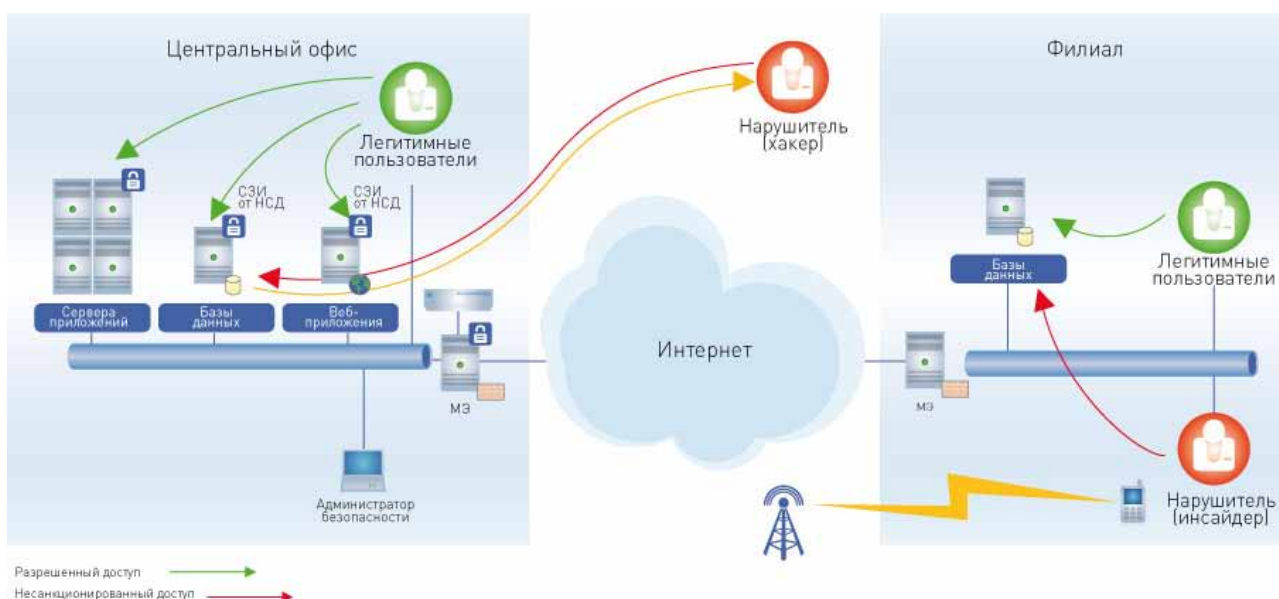 Центральный офис
Филиал
Легитимные
пользователи
Нарушитель
(хакер)
СЗИ
от НСД
СЗИ
от НСД
Легитимные
пользователи
Базы
данных
Сервера
приложений
Базы
данных
Веб-
приложения
Интернет
МЭ
МЭ
Администратор
безопасности
Нарушитель
(инсайдер)
Разрешенный доступ
Несанкционированный доступ